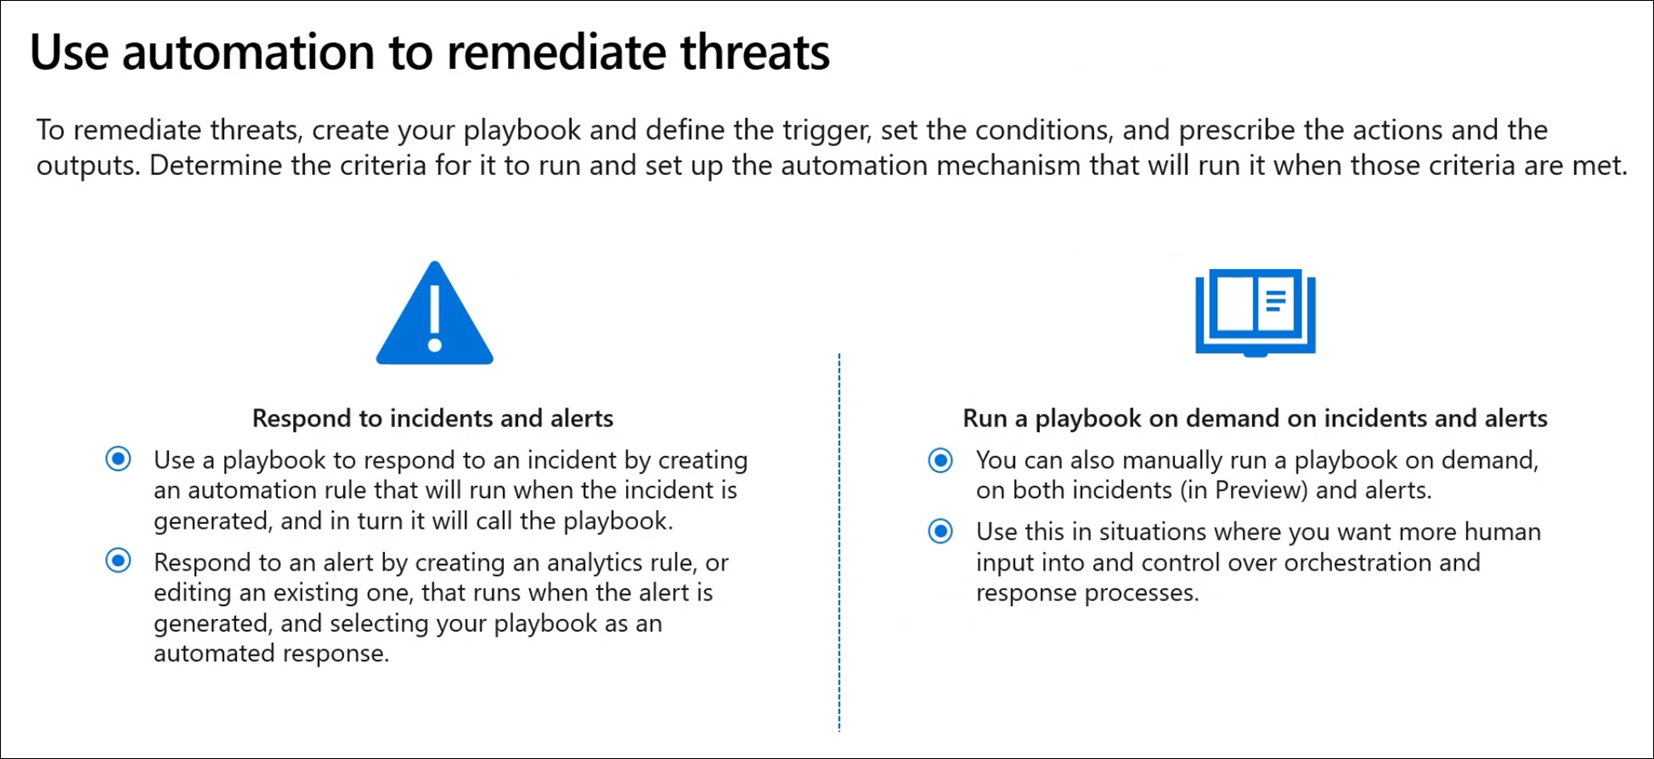 Use automation to remediate threats
To remediate threats, create your playbook and define the trigger, set the conditions, and prescribe the actions and the
outputs. Determine the criteria for it to run and set up the automation mechanism that will run it when those criteria are met.
Respond to incidents and alerts
Use a playbook to respond to an incident by creating
an automation rule that will run when the incident is
generated, and in turn it will call the playbook.
Respond to an alert by creating an analytics rule, or
editing an existing one, that runs when the alert is
generated, and selecting your playbook as an
automated response.
Run a playbook on demand on incidents and alerts
You can also manually run a playbook on demand,
on both incidents (in Preview) and alerts.
Use this in situations where you want more human
input into and control over orchestration and
response processes.